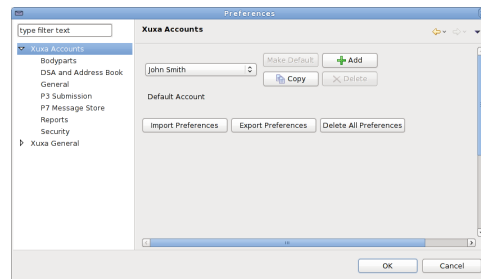 Preferences
type filter text
Xuxa Accounts
Xuxa Accounts
Bodyparts
DSA and Address Book
General
P3 Submission
P7 Message Store
Reports
Security
Xuxa General
John Smith
Make Default
Add
Copy
Delete
Default Account
Import Preferences
Export Preferences
Delete All Preferences
OK
Cancel